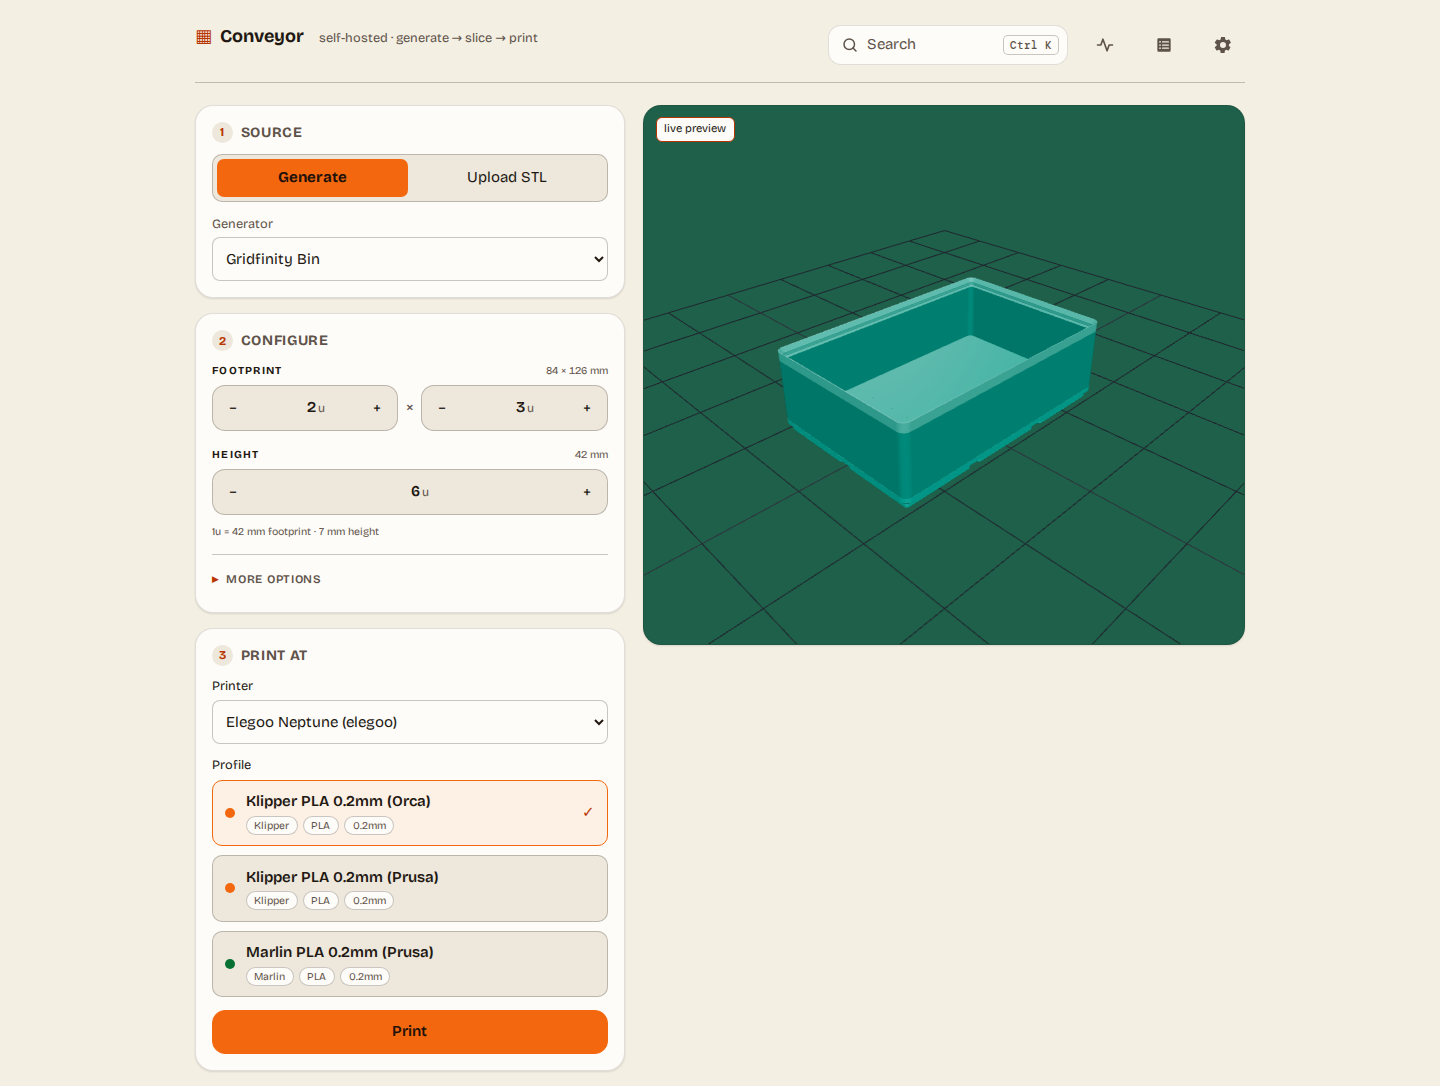 Conveyor self-hosted · generate → slice → print
Search Ctrl K
1 SOURCE
Generate Upload STL
Generator
Gridfinity Bin
2 CONFIGURE
FOOTPRINT 84 × 126 mm
− 2 u + × − 3 u +
HEIGHT 42 mm
− 6 u +
1u = 42 mm footprint · 7 mm height
▶ MORE OPTIONS
3 PRINT AT
Printer
Elegoo Neptune (elegoo)
Profile
Klipper PLA 0.2mm (Orca) ✓
Klipper PLA 0.2mm
Klipper PLA 0.2mm (Prusa)
Klipper PLA 0.2mm
Marlin PLA 0.2mm (Prusa)
Marlin PLA 0.2mm
Print
live preview